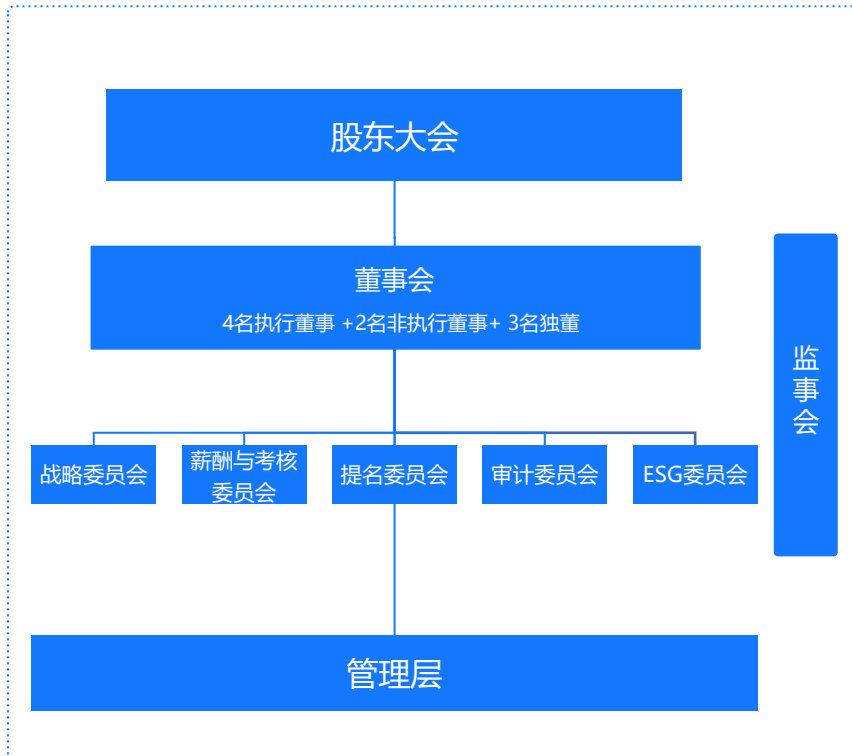 股东大会
董事会
4名执行董事 +2名非执行董事+ 3名独董
监事会
战略委员会
薪酬与考核
委员会
提名委员会
审计委员会
ESG委员会
管理层